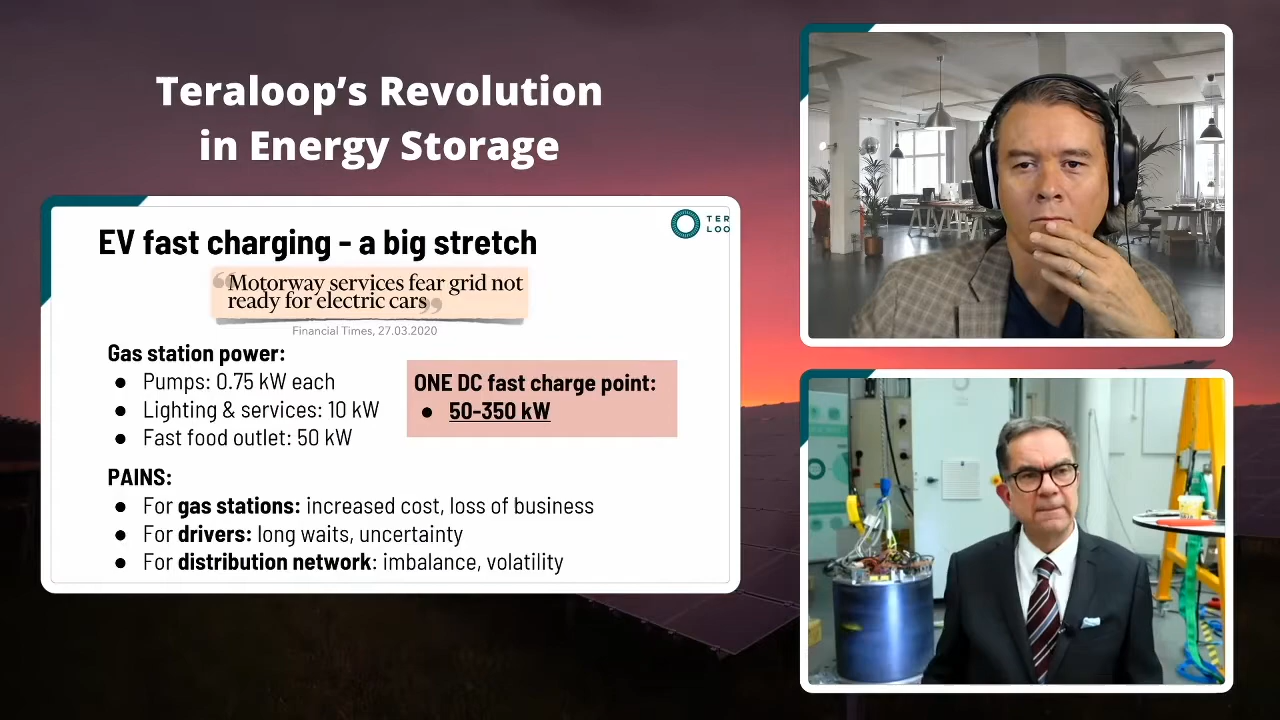 Teraloop’s Revolution
in Energy Storage
TER
LOO
EV fast charging - a big stretch
“Motorway services fear grid not
ready for electric cars”
Financial Times, 27.03.2020
Gas station power:
● Pumps: 0.75 kW each
● Lighting & services: 10 kW
● Fast food outlet: 50 kW
ONE DC fast charge point:
● 50-350 kW
PAINS:
● For gas stations: increased cost, loss of business
● For drivers: long waits, uncertainty
● For distribution network: imbalance, volatility